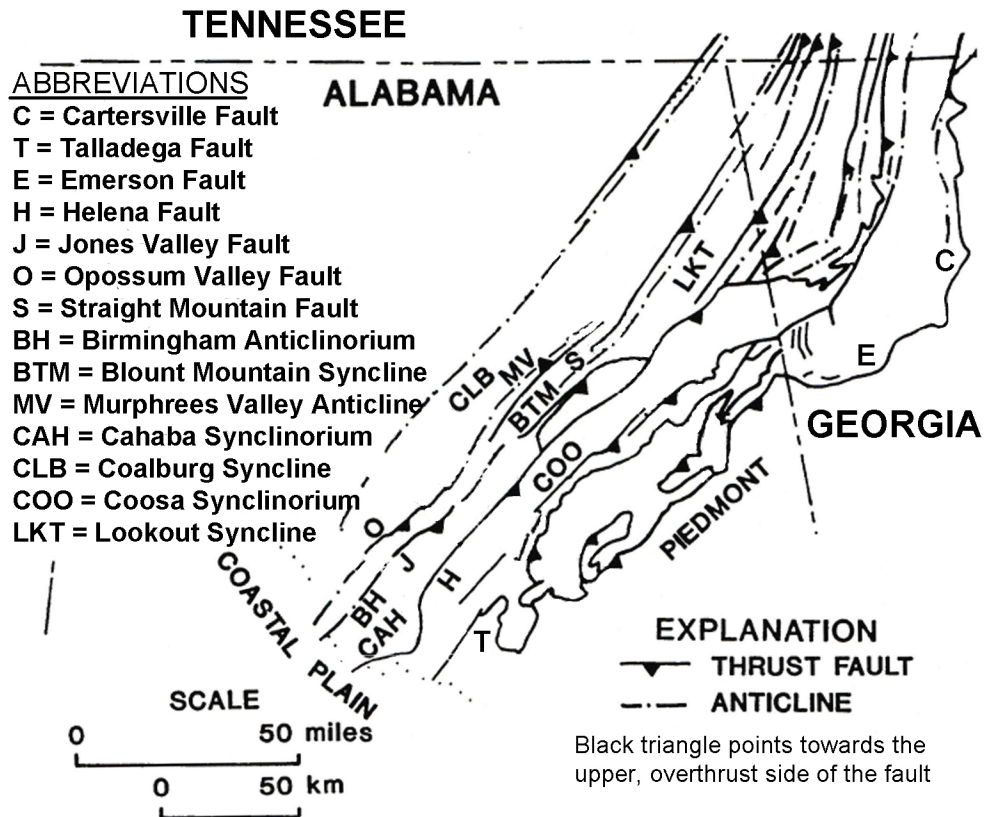 TENNESSEE
ABBREVIATIONS
ALABAMA
C = Cartersville Fault
T = Talladega Fault
E = Emerson Fault
H = Helena Fault
J = Jones Valley Fault
O = Opossum Valley Fault
S = Straight Mountain Fault
BH = Birmingham Anticlinorium
BTM = Blount Mountain Syncline
MV = Murphrees Valley Anticline
CAH = Cahaba Synclinorium
CLB = Coalburg Syncline
COO = Coosa Synclinorium
LKT = Lookout Syncline
LKT
C
E
GEORGIA
CLB
MV
BTM
S
COO
PIEDMONT
O
J
H
BH
CAH
T
COASTAL PLAIN
SCALE
0 50 miles
0 50 km
EXPLANATION
THRUST FAULT
ANTICLINE
Black triangle points towards the
upper, overthrust side of the fault